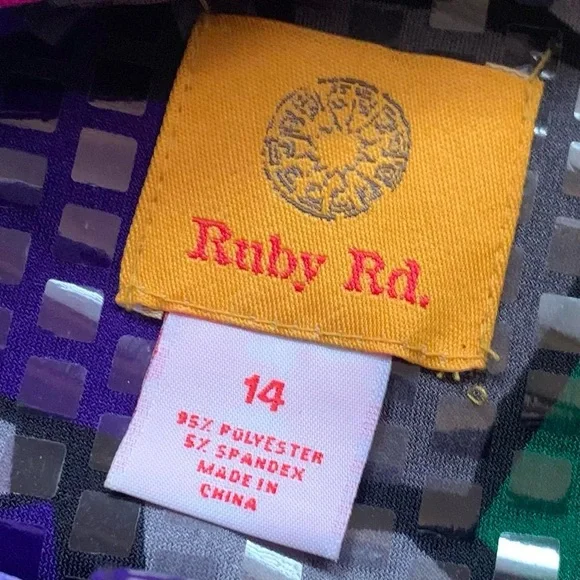 Ruby Rd.
14
95% POLYESTER
5% SPANDEX
MADE IN
CHINA